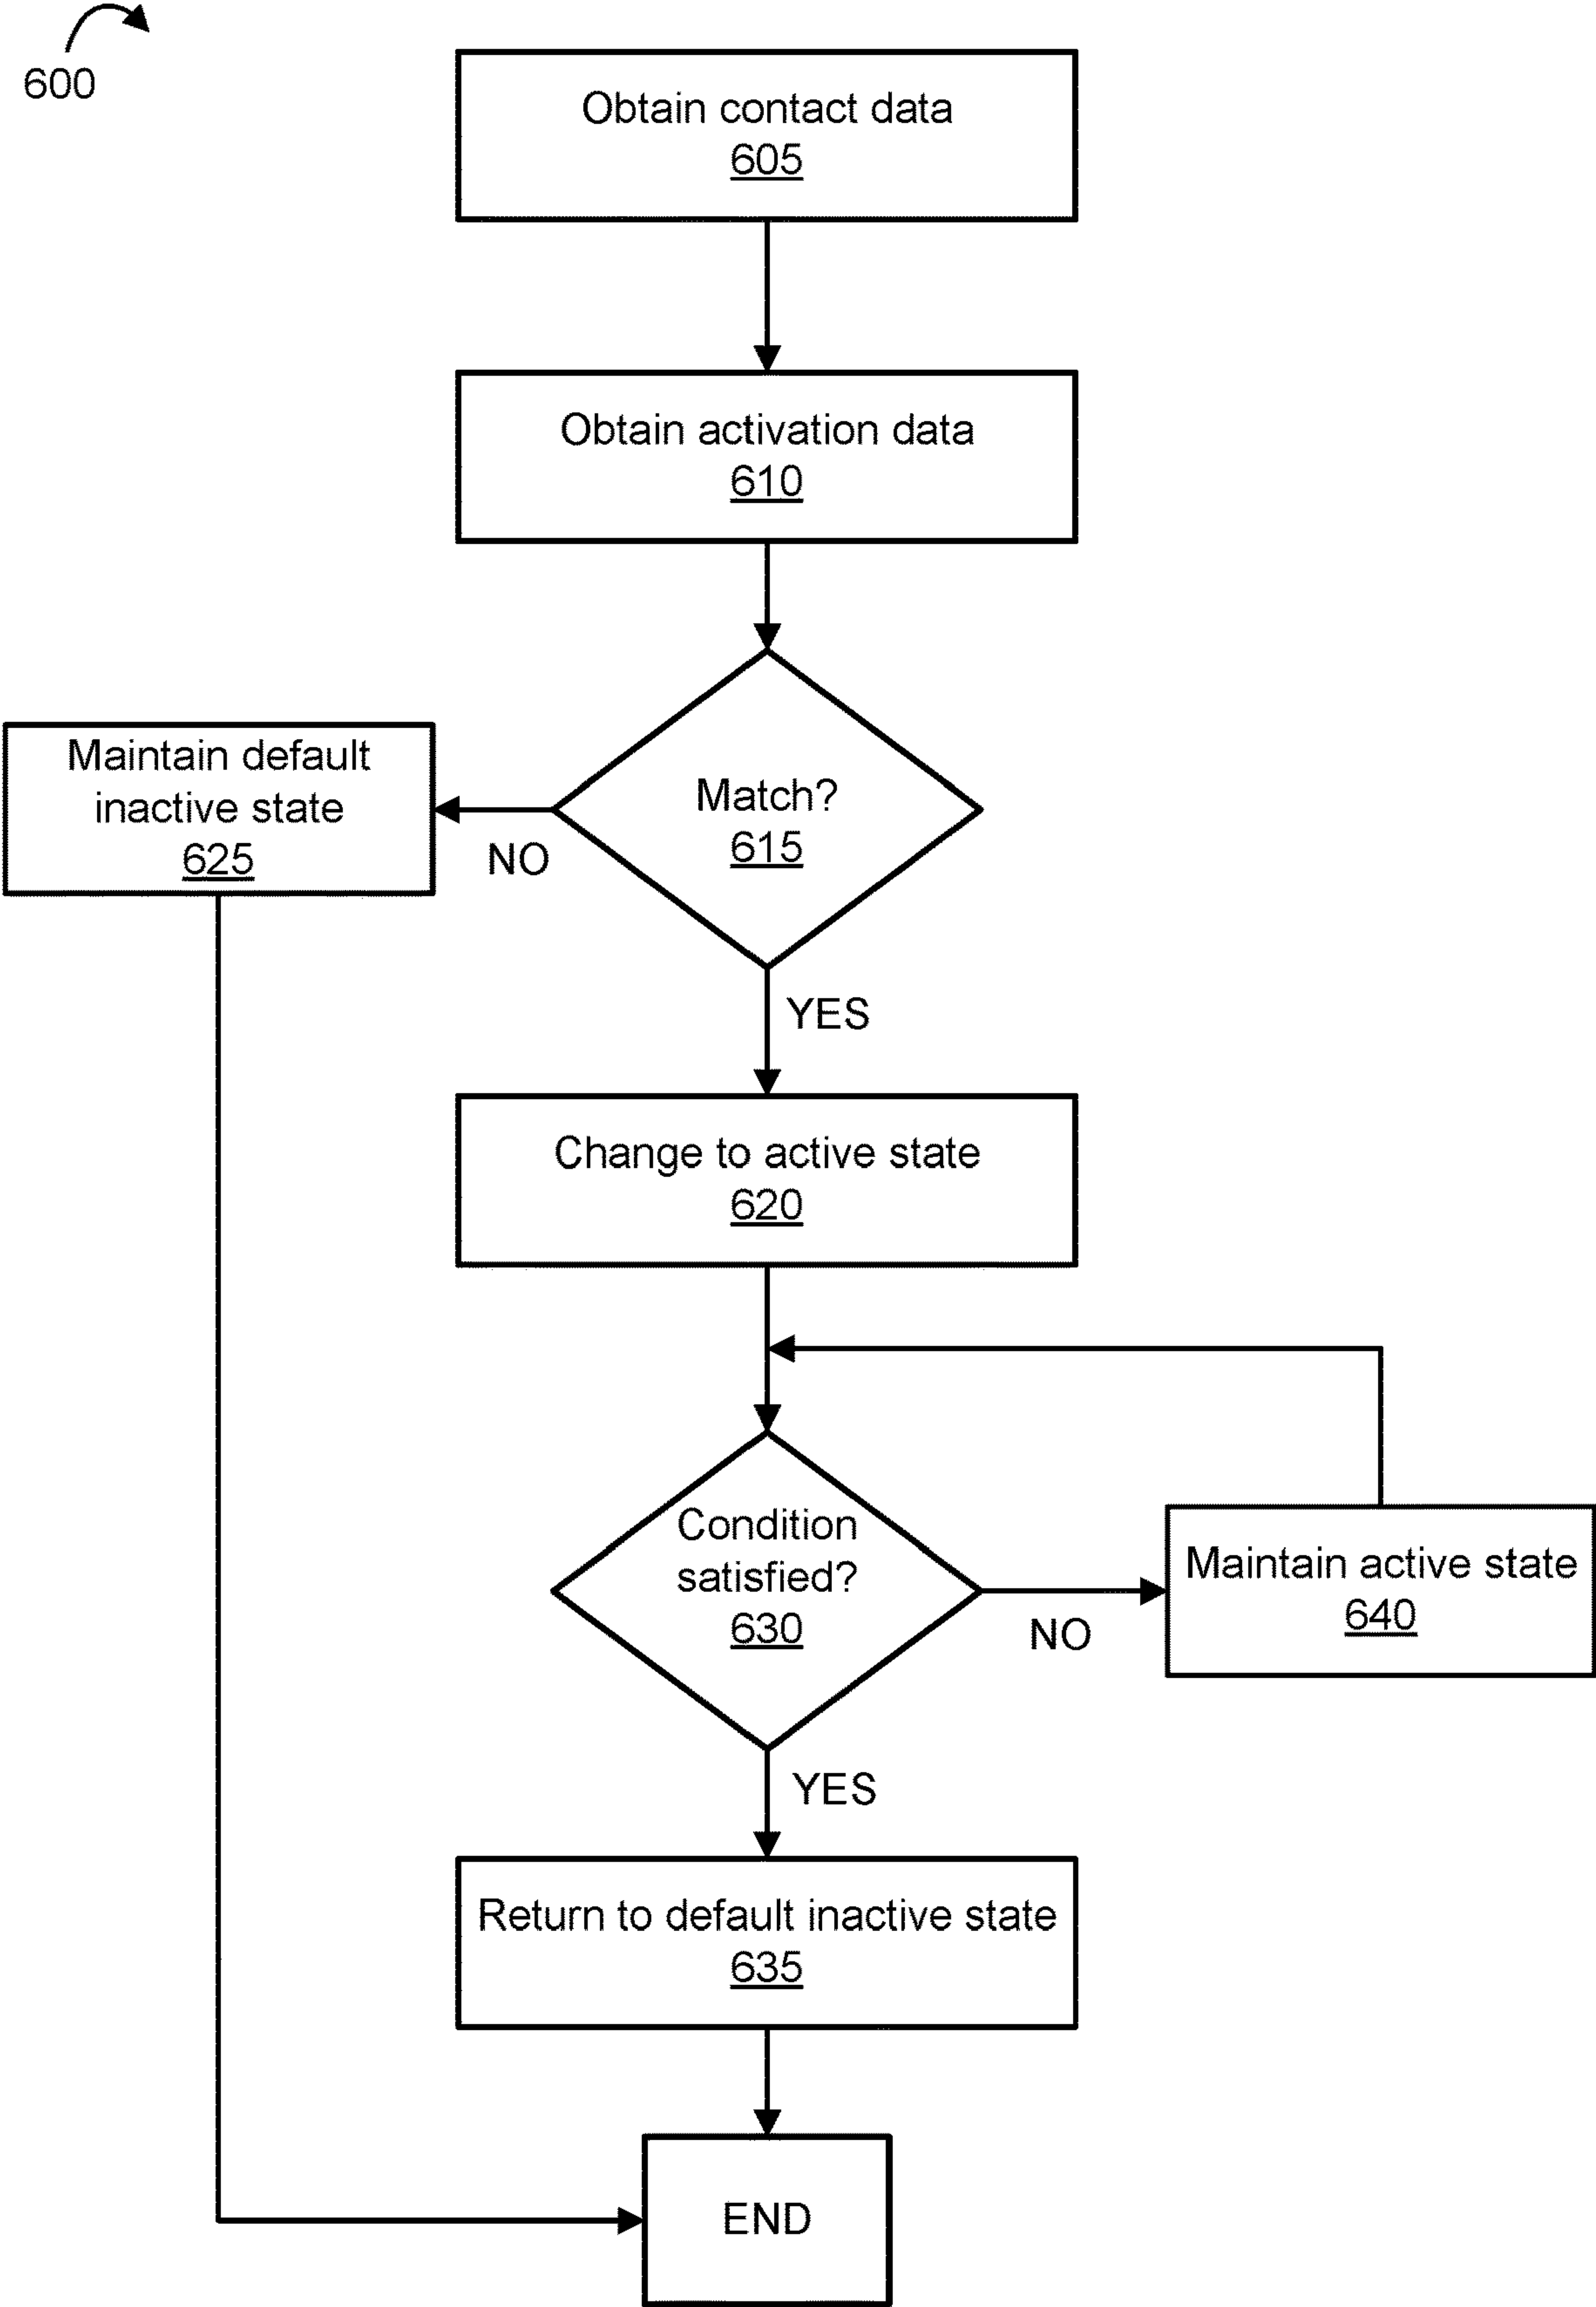 600
Obtain contact data
605
Obtain activation data
610
Match?
615
NO
Maintain default
inactive state
625
YES
Change to active state
620
Condition
satisfied?
630
NO
Maintain active state
640
YES
Return to default inactive state
635
END